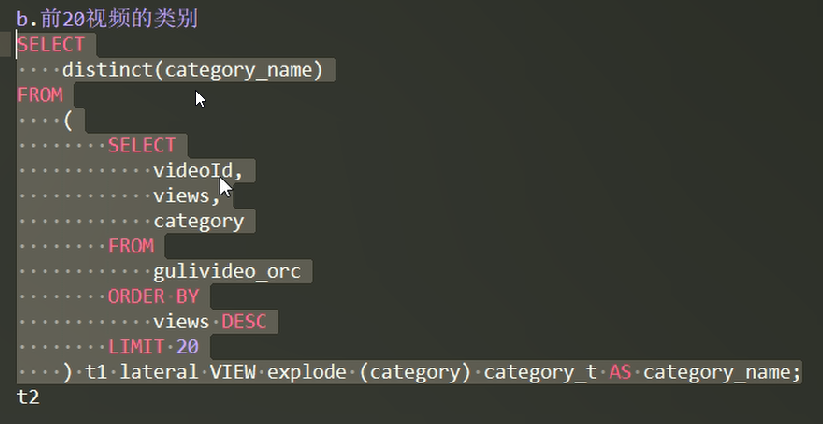 b.前20视频的类别
SELECT
distinct(category_name)
FROM
(
SELECT
videoId,
views,
category
FROM
gulivideo_orc
ORDER BY
views DESC
LIMIT 20
) t1 lateral VIEW explode (category) category_t AS category_name;
t2